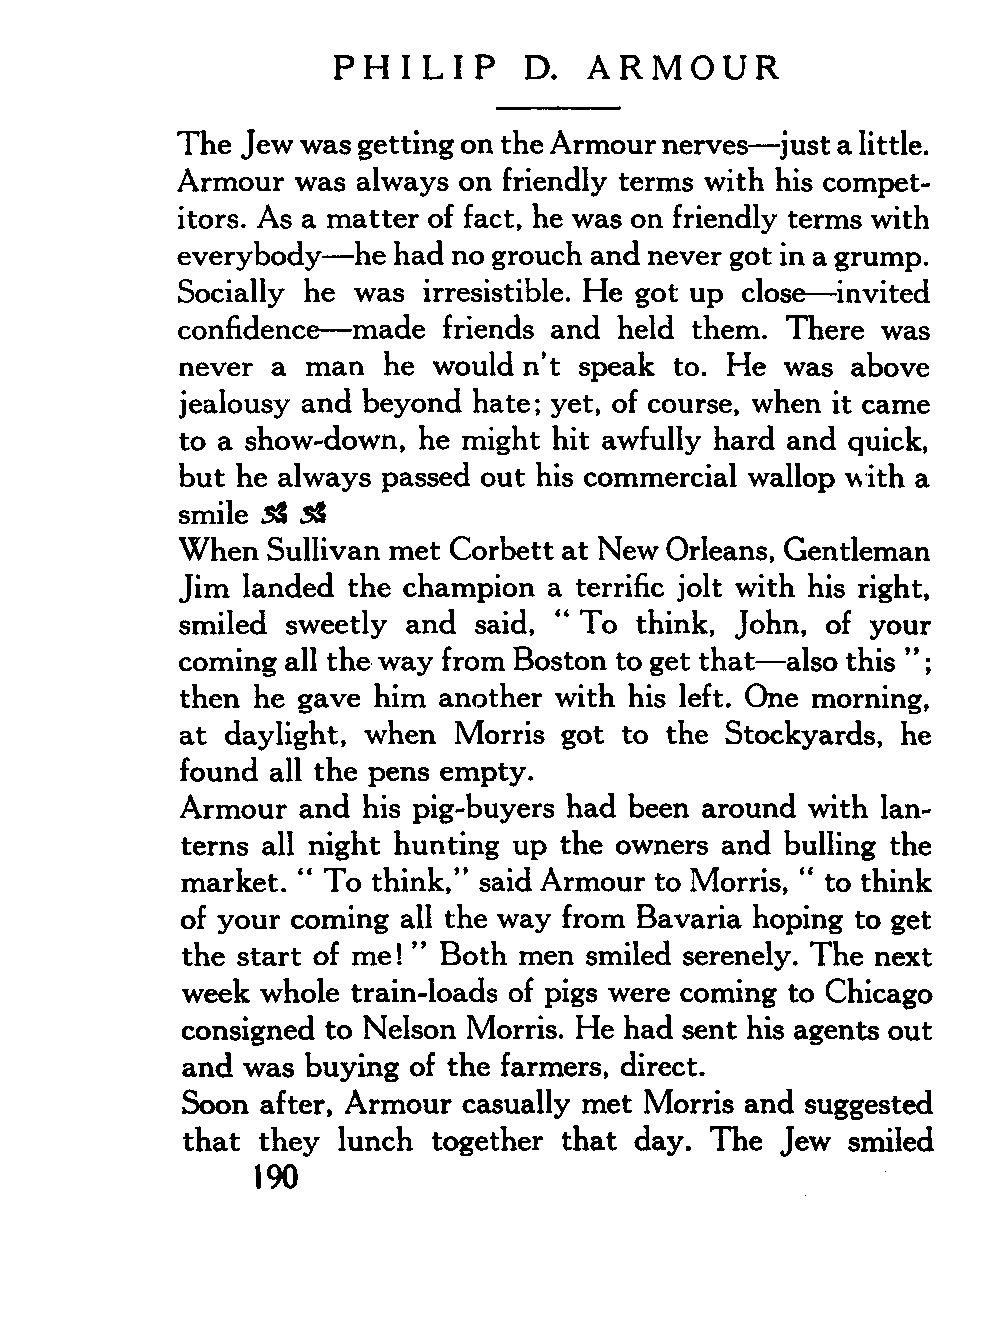 PHILIP D. ARMOUR
The Jew was getting on the Armour nerves—just a little.
Armour was always on friendly terms with his compet-
itors. As a matter of fact, he was on friendly terms with
everybody—he had no grouch and never got in a grump.
Socially he was irresistible. He got up close—invited
confidence—made friends and held them. There was
never a man he would n't speak to. He was above
jealousy and beyond hate; yet, of course, when it came
to a show-down, he might hit awfully hard and quick,
but he always passed out his commercial wallop with a
smile
When Sullivan met Corbett at New Orleans, Gentleman
Jim landed the champion a terrific jolt with his right,
smiled sweetly and said, “ To think, John, of your
coming all the way from Boston to get that—also this ”;
then he gave him another with his left. One morning,
at daylight, when Morris got to the Stockyards, he
found all the pens empty.
Armour and his pig-buyers had been around with lan-
terns all night hunting up the owners and bulling the
market. “ To think,” said Armour to Morris, “ to think
of your coming all the way from Bavaria hoping to get
the start of me! ” Both men smiled serenely. The next
week whole train-loads of pigs were coming to Chicago
consigned to Nelson Morris. He had sent his agents out
and was buying of the farmers, direct.
Soon after, Armour casually met Morris and suggested
that they lunch together that day. The Jew smiled
190